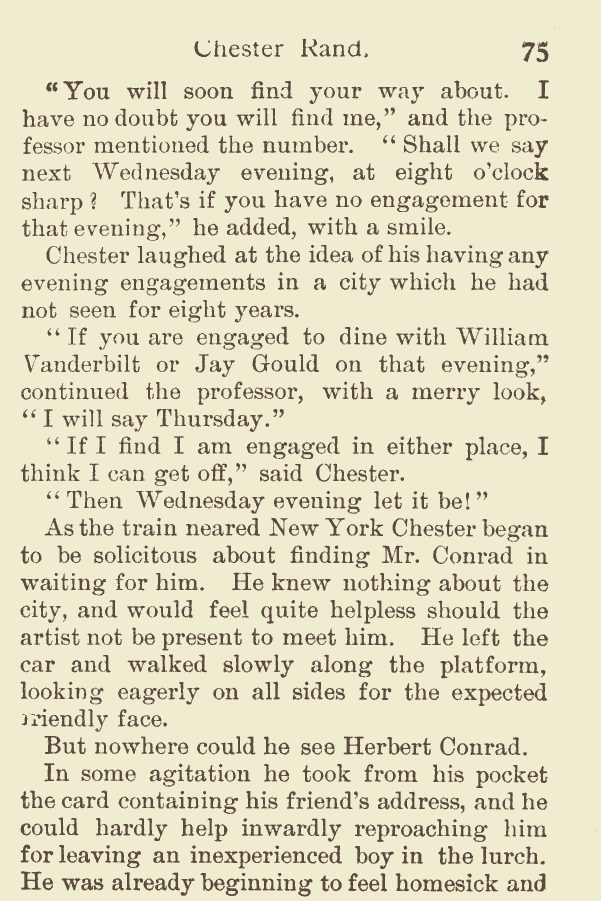 Chester Rand. 75
“You will soon find your way about. I
have no doubt you will find me,” and the pro-
fessor mentioned the number. “Shall we say
next Wednesday evening, at eight o’clock
sharp? That’s if you have no engagement for
that evening,” he added, with a smile.
Chester laughed at the idea of his having any
evening engagements in a city which he had
not seen for eight years.
“If you are engaged to dine with William
Vanderbilt or Jay Gould on that evening,”
continued the professor, with a merry look,
“I will say Thursday.”
“If I find I am engaged in either place, I
think I can get off,” said Chester.
“Then Wednesday evening let it be!”
As the train neared New York Chester began
to be solicitous about finding Mr. Conrad in
waiting for him. He knew nothing about the
city, and would feel quite helpless should the
artist not be present to meet him. He left the
car and walked slowly along the platform,
looking eagerly on all sides for the expected
friendly face.
But nowhere could he see Herbert Conrad.
In some agitation he took from his pocket
the card containing his friend’s address, and he
could hardly help inwardly reproaching him
for leaving an inexperienced boy in the lurch.
He was already beginning to feel homesick and